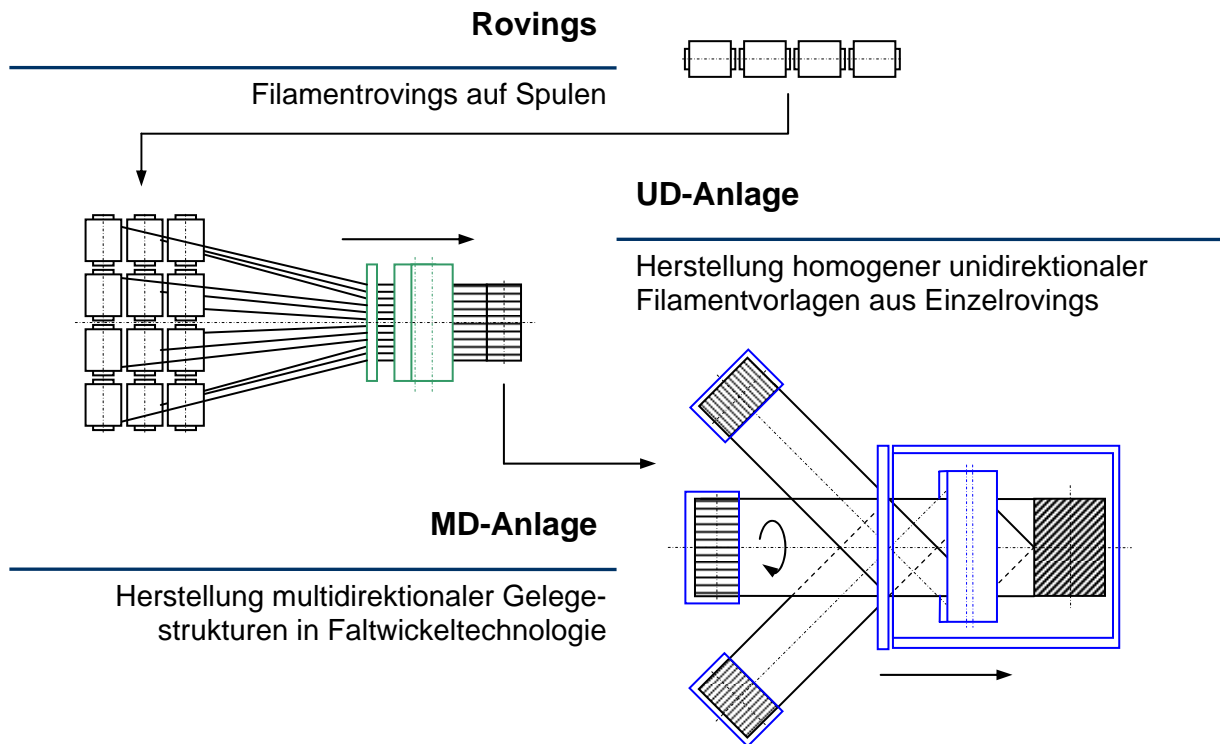 Rovings
Filamentrovings auf Spulen
UD-Anlage
Herstellung homogener unidirektionaler
Filamentvorlagen aus Einzelrovings
MD-Anlage
Herstellung multidirektionaler Gelege-
strukturen in Faltwickeltechnologie